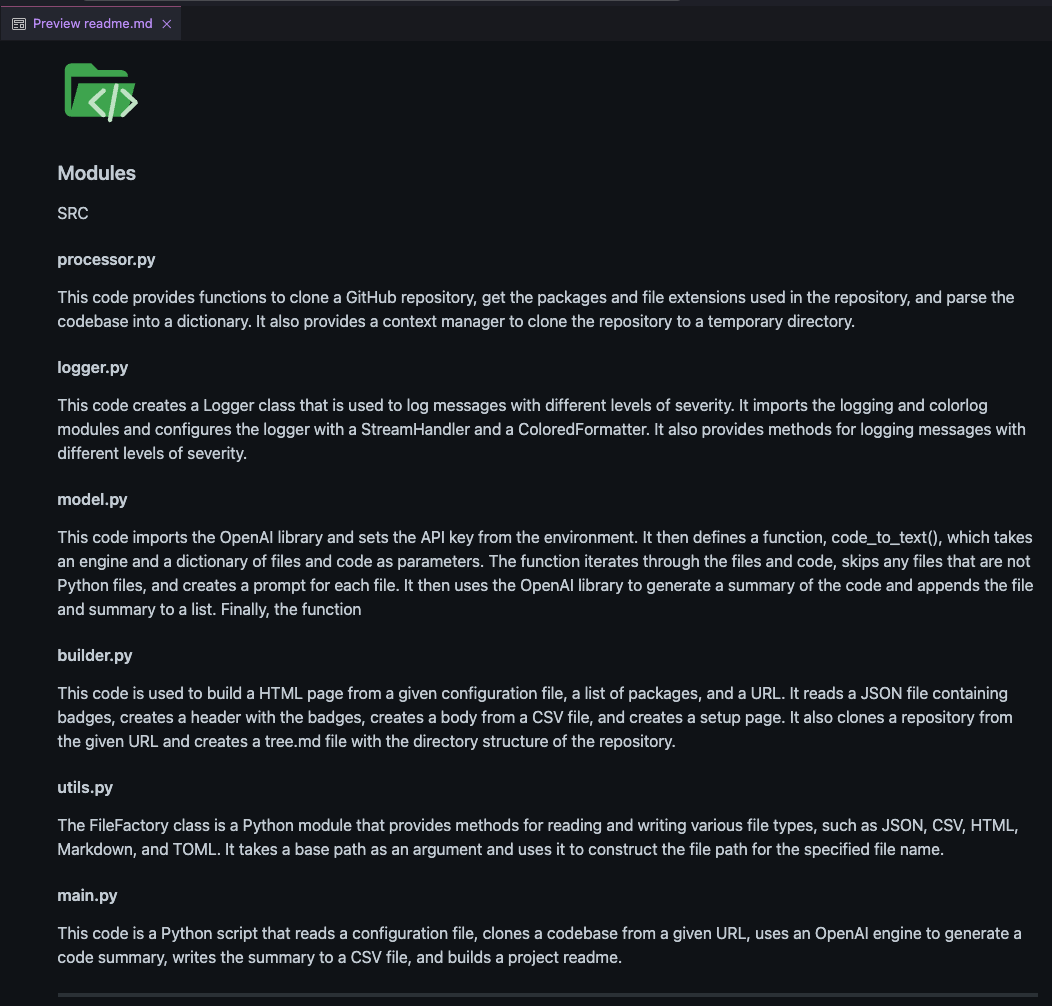 Preview readme.md
</>
Modules
SRC
processor.py
This code provides functions to clone a GitHub repository, get the packages and file extensions used in the repository, and parse the
codebase into a dictionary. It also provides a context manager to clone the repository to a temporary directory.
logger.py
This code creates a Logger class that is used to log messages with different levels of severity. It imports the logging and colorlog
modules and configures the logger with a StreamHandler and a ColoredFormatter. It also provides methods for logging messages with
different levels of severity.
model.py
This code imports the OpenAI library and sets the API key from the environment. It then defines a function, code_to_text(), which takes
an engine and a dictionary of files and code as parameters. The function iterates through the files and code, skips any files that are not
Python files, and creates a prompt for each file. It then uses the OpenAI library to generate a summary of the code and appends the file
and summary to a list. Finally, the function
builder.py
This code is used to build a HTML page from a given configuration file, a list of packages, and a URL. It reads a JSON file containing
badges, creates a header with the badges, creates a body from a CSV file, and creates a setup page. It also clones a repository from
the given URL and creates a tree.md file with the directory structure of the repository.
utils.py
The FileFactory class is a Python module that provides methods for reading and writing various file types, such as JSON, CSV, HTML,
Markdown, and TOML. It takes a base path as an argument and uses it to construct the file path for the specified file name.
main.py
This code is a Python script that reads a configuration file, clones a codebase from a given URL, uses an OpenAI engine to generate a
code summary, writes the summary to a CSV file, and builds a project readme.